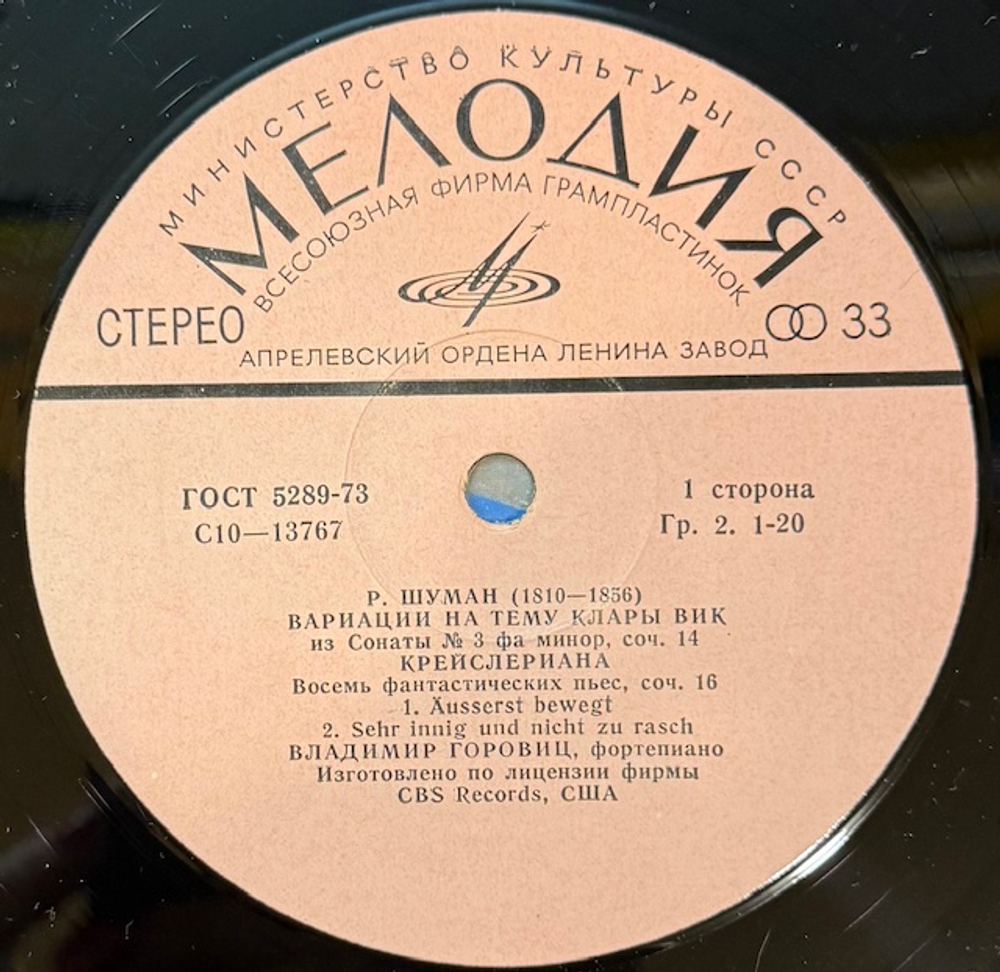 МИНИСТЕРСТВО КУЛЬТУРЫ СССР
МЕЛОДИЯ
ВСЕСОЮЗНАЯ ФИРМА ГРАМПЛАСТИНОК
СТЕРЕО
33
АПРЕЛЕВСКИЙ ОРДЕНА ЛЕНИНА ЗАВОД
ГОСТ 5289-73
1 сторона
С10—13767
Гр. 2. 1-20
Р. ШУМАН (1810—1856)
ВАРИАЦИИ НА ТЕМУ КЛАРЫ ВИК
из Сонаты № 3 фа минор, соч. 14
КРЕЙСЛЕРИАНА
Восемь фантастических пьес, соч. 16
1. Äusserst bewegt
2. Sehr innig und nicht zu rasch
ВЛАДИМИР ГОРОВИЦ, фортепиано
Изготовлено по лицензии фирмы
CBS Records, США